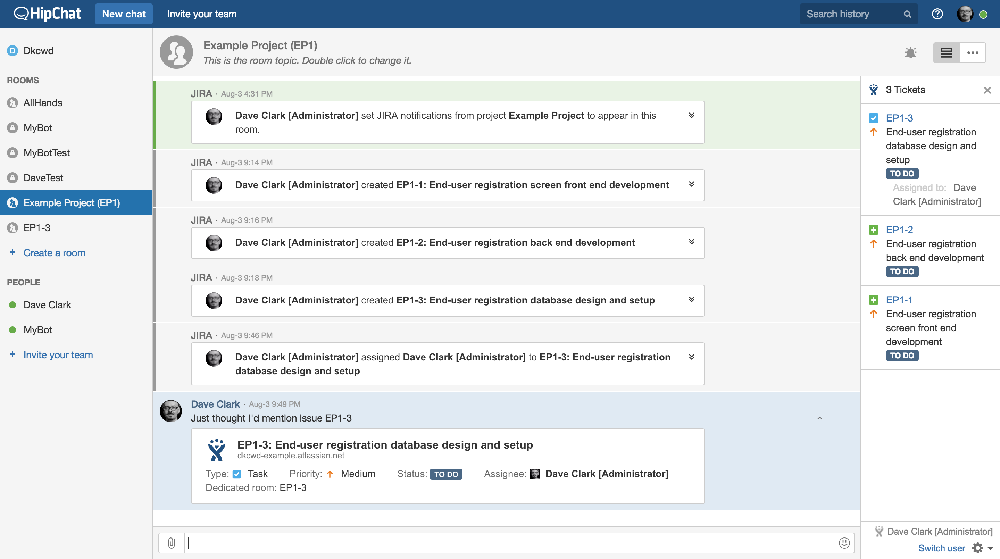 HipChat
New chat
Invite your team
Search history
D Dkcwd
ROOMS
AllHands
MyBot
MyBotTest
DaveTest
Example Project (EP1)
EP1-3
+ Create a room
PEOPLE
Dave Clark
MyBot
+ Invite your team
Example Project (EP1)
This is the room topic. Double click to change it.
JIRA · Aug-3 4:31 PM
Dave Clark [Administrator] set JIRA notifications from project Example Project to appear in this
room.
JIRA · Aug-3 9:14 PM
Dave Clark [Administrator] created EP1-1: End-user registration screen front end development
JIRA · Aug-3 9:16 PM
Dave Clark [Administrator] created EP1-2: End-user registration back end development
JIRA · Aug-3 9:18 PM
Dave Clark [Administrator] created EP1-3: End-user registration database design and setup
JIRA · Aug-3 9:46 PM
Dave Clark [Administrator] assigned Dave Clark [Administrator] to EP1-3: End-user registration
database design and setup
Dave Clark · Aug-3 9:49 PM
Just thought I'd mention issue EP1-3
EP1-3: End-user registration database design and setup
dkcwd-example.atlassian.net
Type: Task Priority: Medium Status: TO DO Assignee: Dave Clark [Administrator]
Dedicated room: EP1-3
3 Tickets
EP1-3
End-user registration
database design and
setup
TO DO
Assigned to: Dave
Clark [Administrator]
EP1-2
End-user registration
back end development
TO DO
EP1-1
End-user registration
screen front end
development
TO DO
Dave Clark [Administrator]
Switch user